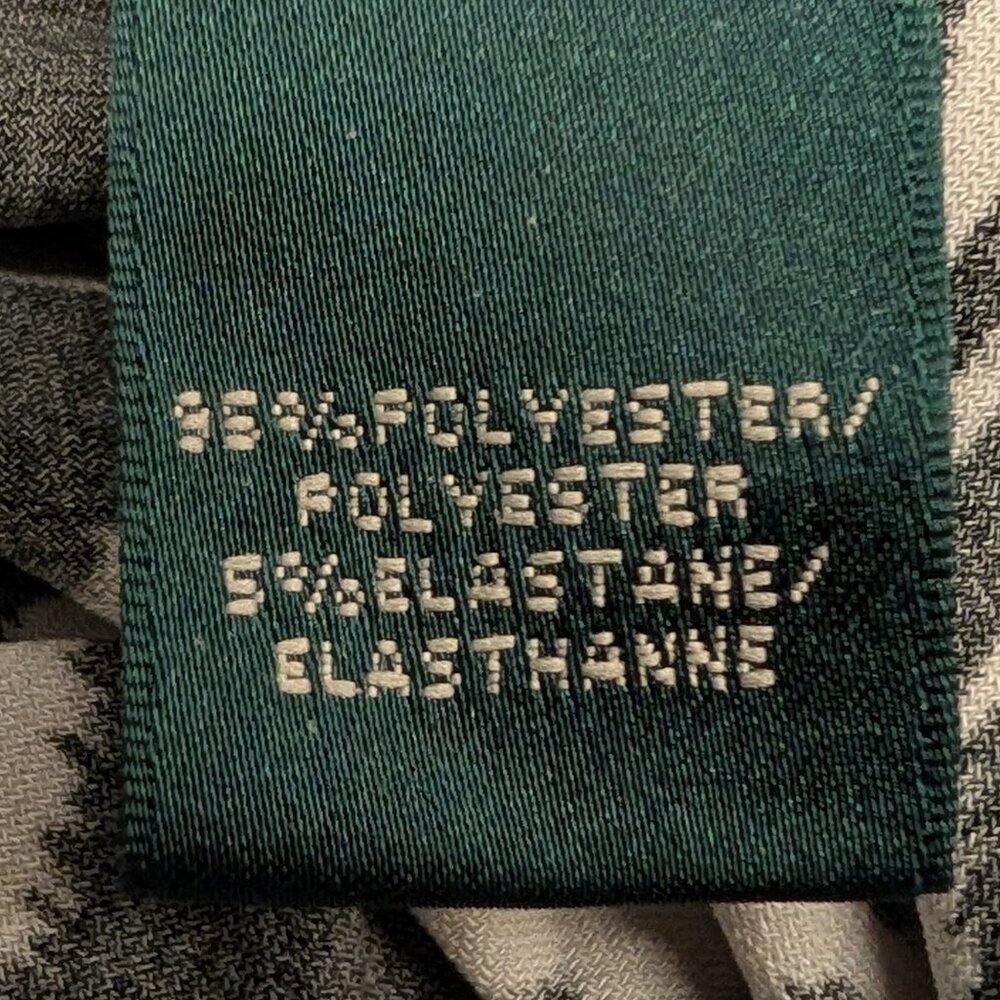 95%POLYESTER/
POLYESTER
5%ELASTANE/
ELASTHANNE